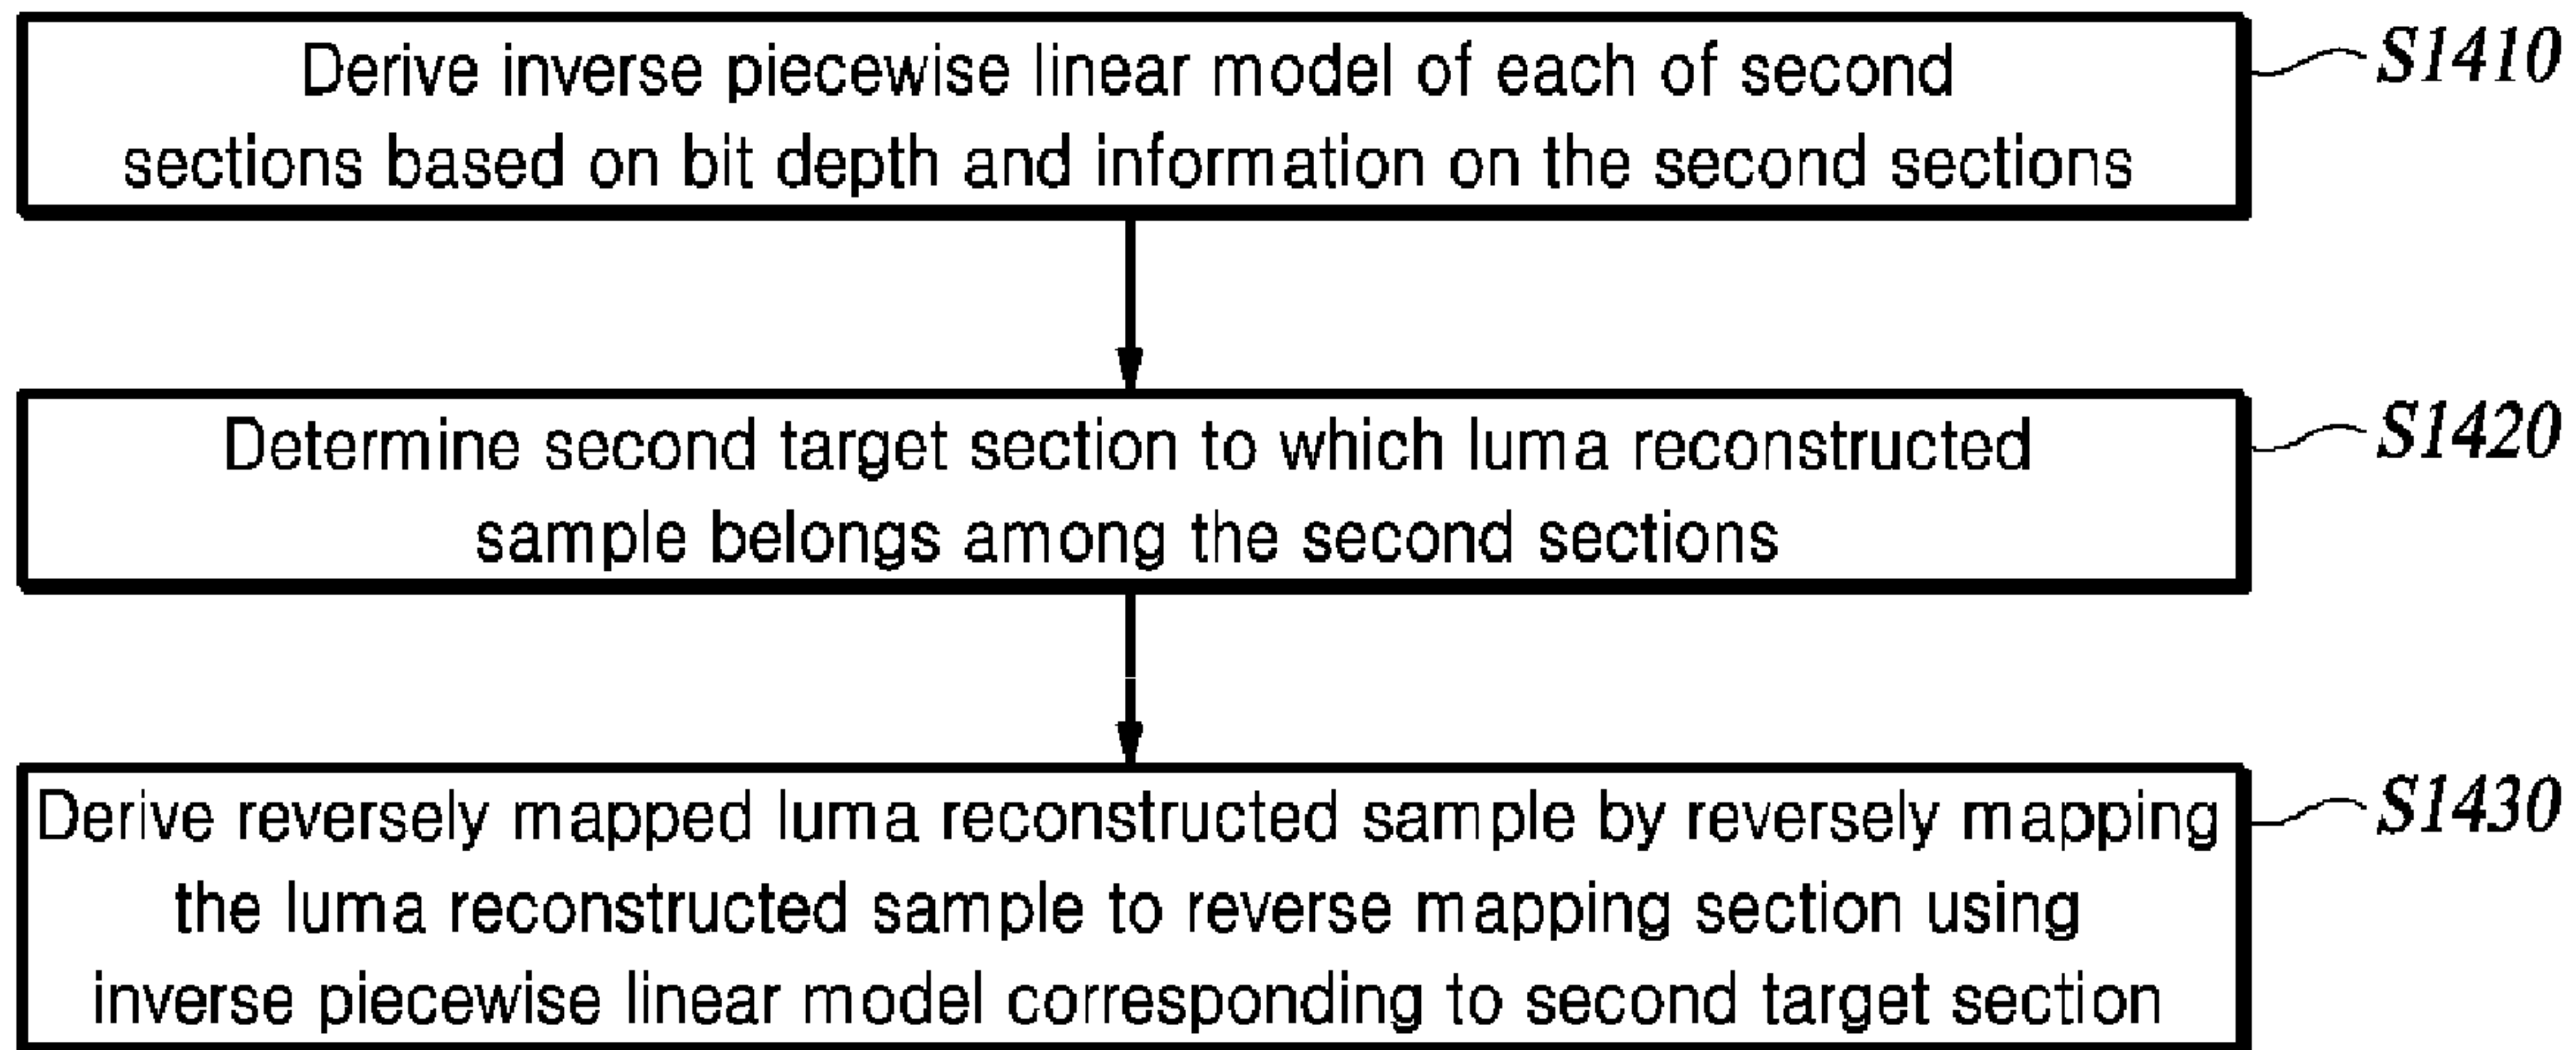 Derive inverse piecewise linear model of each of second
sections based on bit depth and information on the second sections
S1410
Determine second target section to which luma reconstructed
sample belongs among the second sections
S1420
Derive reversely mapped luma reconstructed sample by reversely mapping
the luma reconstructed sample to reverse mapping section using
inverse piecewise linear model corresponding to second target section
S1430